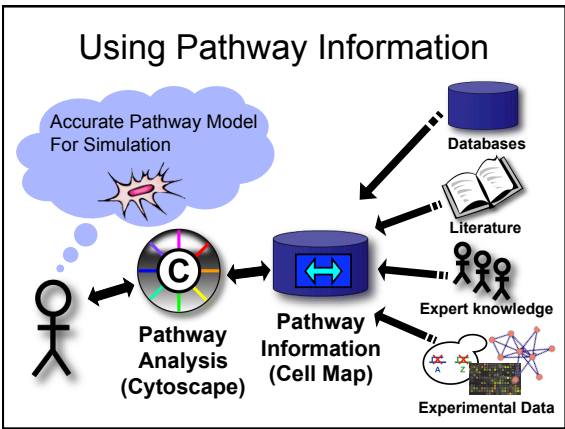 Using Pathway Information
Accurate Pathway Model
For Simulation
Databases
Literature
Expert knowledge
A Z
Experimental Data
C
Pathway
Analysis
(Cytoscape)
Pathway
Information
(Cell Map)